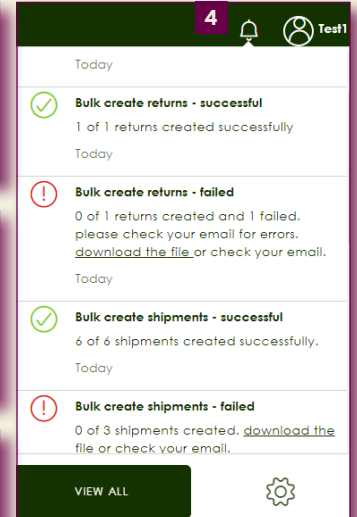 4
Test1
Today
Bulk create returns - successful
1 of 1 returns created successfully
Today
Bulk create returns - failed
0 of 1 returns created and 1 failed.
please check your email for errors.
download the file or check your email.
Today
Bulk create shipments - successful
6 of 6 shipments created successfully.
Today
Bulk create shipments - failed
0 of 3 shipments created. download the
file or check your email.
VIEW ALL